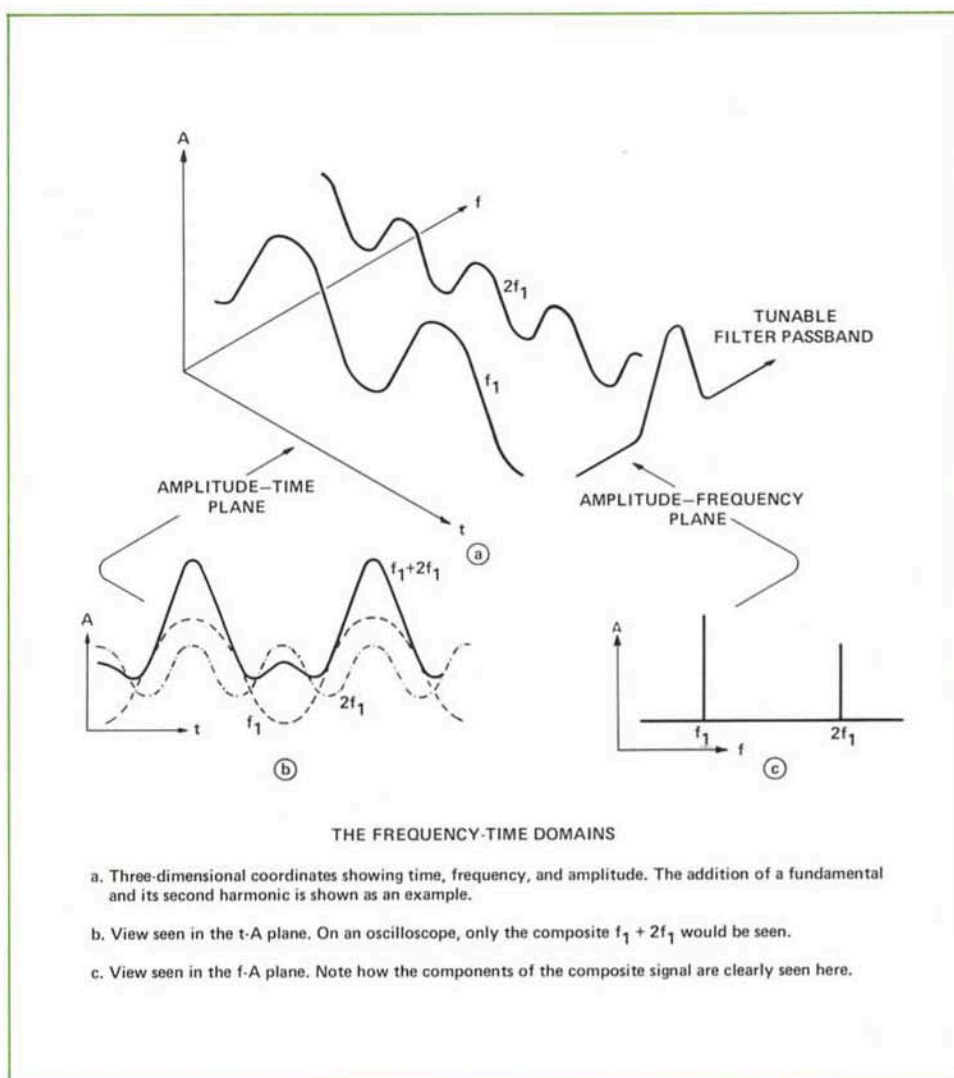 A
f
2f1
TUNABLE
FILTER PASSBAND
f1
AMPLITUDE–TIME
PLANE
AMPLITUDE–FREQUENCY
PLANE
t
a
f1+2f1
A
f1
2f1
t
b
A
f1
2f1
f
c
THE FREQUENCY-TIME DOMAINS
a. Three-dimensional coordinates showing time, frequency, and amplitude. The addition of a fundamental
and its second harmonic is shown as an example.
b. View seen in the t-A plane. On an oscilloscope, only the composite f1 + 2f1 would be seen.
c. View seen in the f-A plane. Note how the components of the composite signal are clearly seen here.